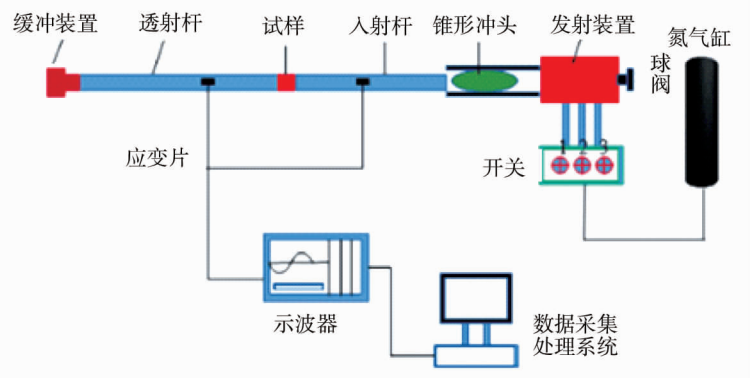 缓冲装置
透射杆
试样
入射杆
锥形冲头
发射装置
氮气缸
球
阀
应变片
1 2 3
开关
示波器
数据采集
处理系统